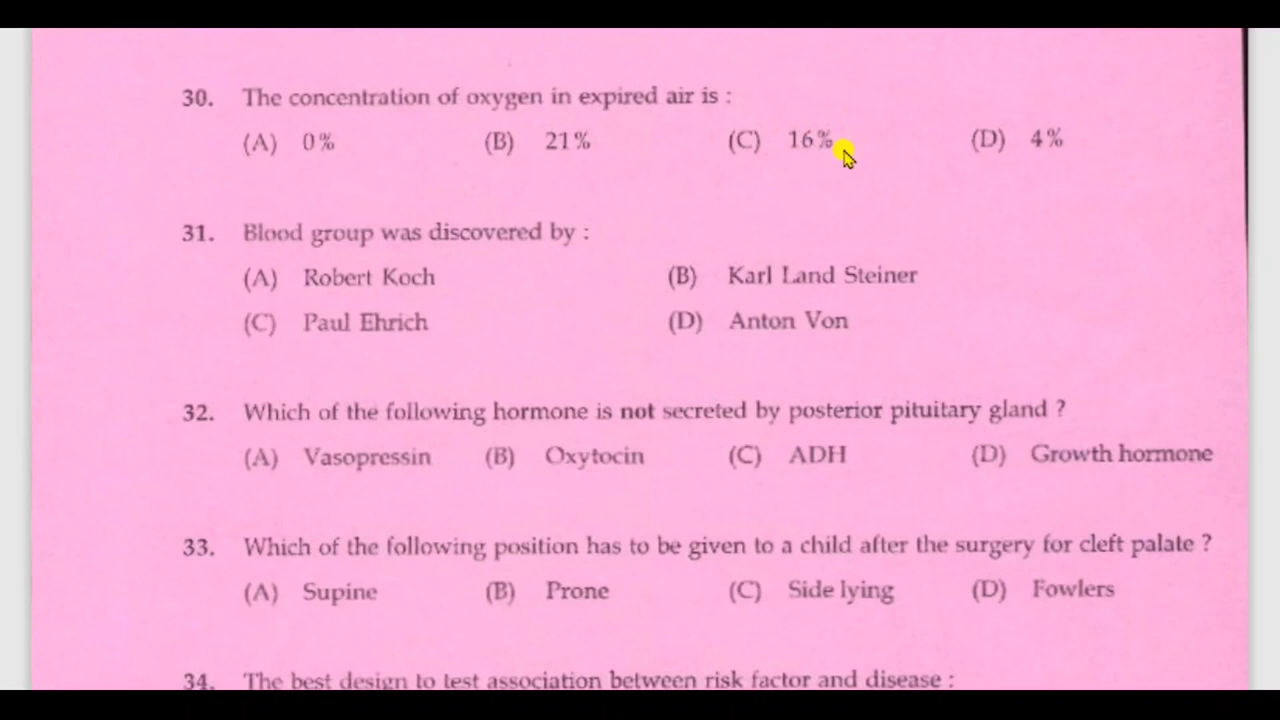 30. The concentration of oxygen in expired air is :
(A) 0% (B) 21% (C) 16% (D) 4%
31. Blood group was discovered by :
(A) Robert Koch (B) Karl Land Steiner
(C) Paul Ehrich (D) Anton Von
32. Which of the following hormone is not secreted by posterior pituitary gland ?
(A) Vasopressin (B) Oxytocin (C) ADH (D) Growth hormone
33. Which of the following position has to be given to a child after the surgery for cleft palate ?
(A) Supine (B) Prone (C) Side lying (D) Fowlers
34. The best design to test association between risk factor and disease :